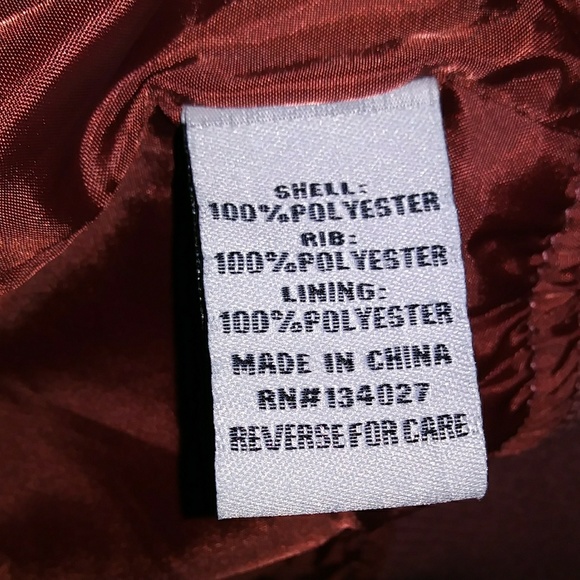 SHELL:
100%POLYESTER
RIB:
100%POLYESTER
LINING:
100%POLYESTER
MADE IN CHINA
RN#134027
REVERSE FOR CARE